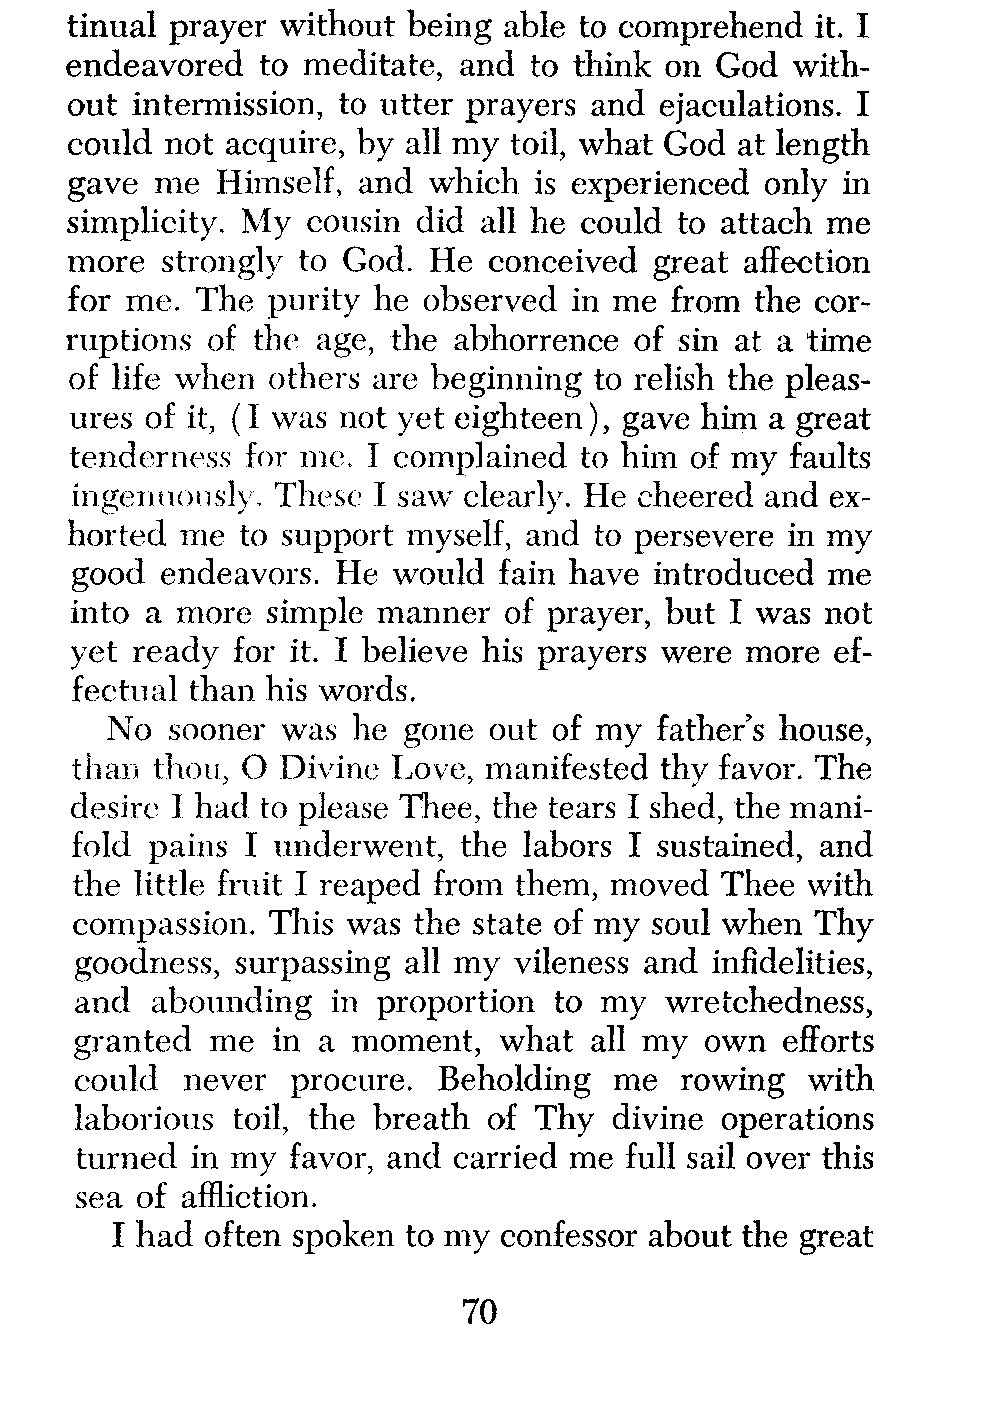 tinual prayer without being able to comprehend it. I
endeavored to meditate, and to think on God with-
out intermission, to utter prayers and ejaculations. I
could not acquire, by all my toil, what God at length
gave me Himself, and which is experienced only in
simplicity. My cousin did all he could to attach me
more strongly to God. He conceived great affection
for me. The purity he observed in me from the cor-
ruptions of the age, the abhorrence of sin at a time
of life when others are beginning to relish the pleas-
ures of it, (I was not yet eighteen), gave him a great
tenderness for me. I complained to him of my faults
ingenuously. These I saw clearly. He cheered and ex-
horted me to support myself, and to persevere in my
good endeavors. He would fain have introduced me
into a more simple manner of prayer, but I was not
yet ready for it. I believe his prayers were more ef-
fectual than his words.
No sooner was he gone out of my father's house,
than thou, O Divine Love, manifested thy favor. The
desire I had to please Thee, the tears I shed, the mani-
fold pains I underwent, the labors I sustained, and
the little fruit I reaped from them, moved Thee with
compassion. This was the state of my soul when Thy
goodness, surpassing all my vileness and infidelities,
and abounding in proportion to my wretchedness,
granted me in a moment, what all my own efforts
could never procure. Beholding me rowing with
laborious toil, the breath of Thy divine operations
turned in my favor, and carried me full sail over this
sea of affliction.
I had often spoken to my confessor about the great
70